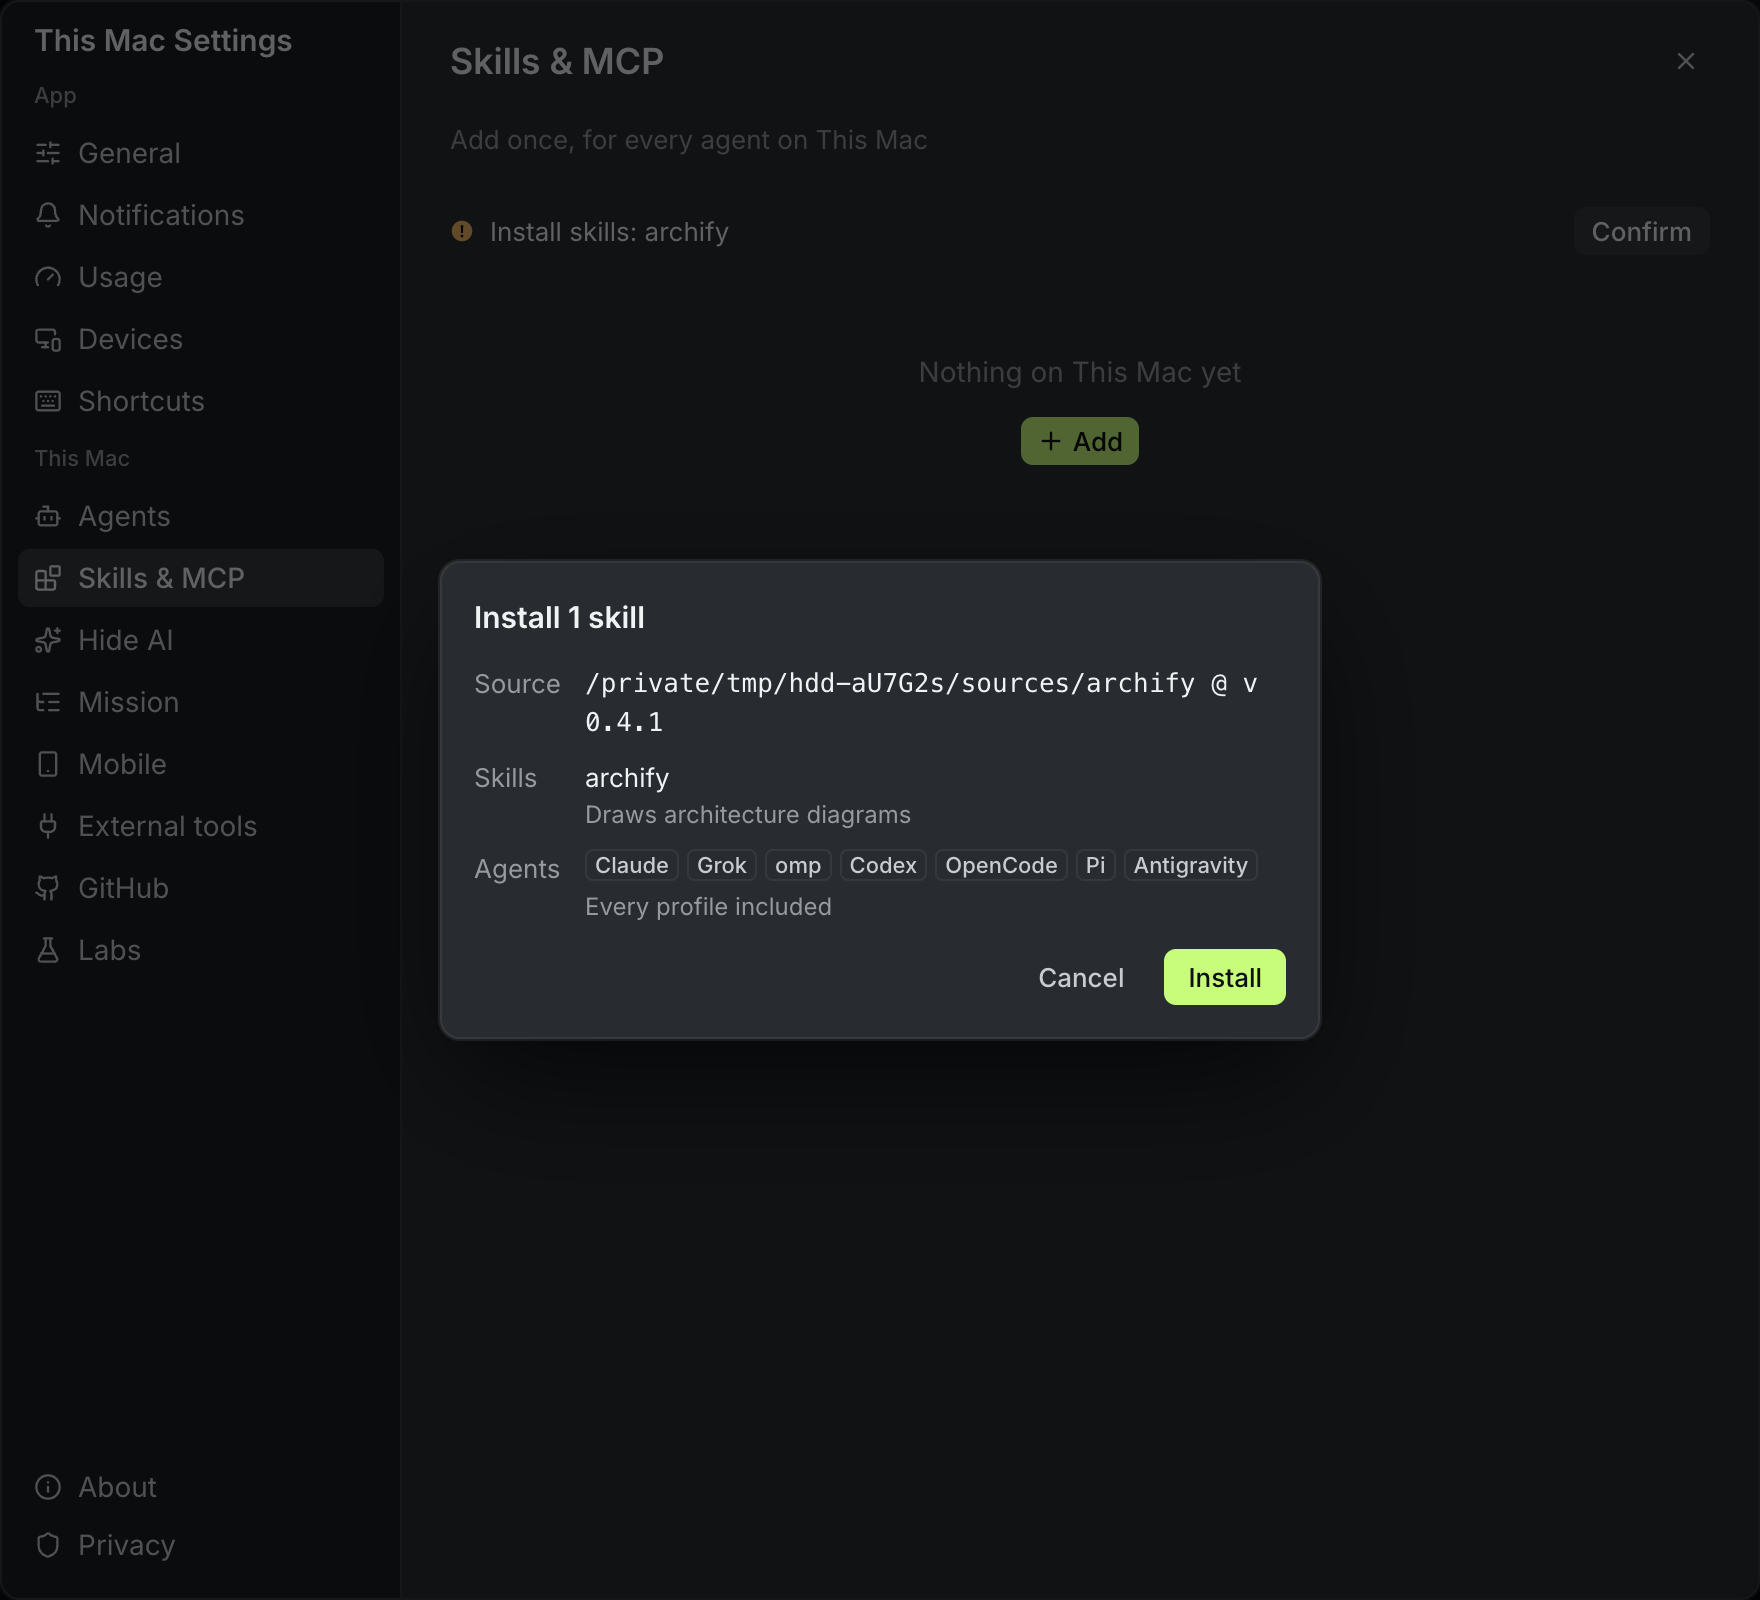 This Mac Settings
App
General
Notifications
Usage
Devices
Shortcuts
This Mac
Agents
Skills & MCP
Hide AI
Mission
Mobile
External tools
GitHub
Labs
About
Privacy
Skills & MCP
Add once, for every agent on This Mac
Install skills: archify
Confirm
Nothing on This Mac yet
+ Add
Install 1 skill
Source /private/tmp/hdd-aU7G2s/sources/archify @ v
0.4.1
Skills archify
Draws architecture diagrams
Agents Claude Grok omp Codex OpenCode Pi Antigravity
Every profile included
Cancel Install